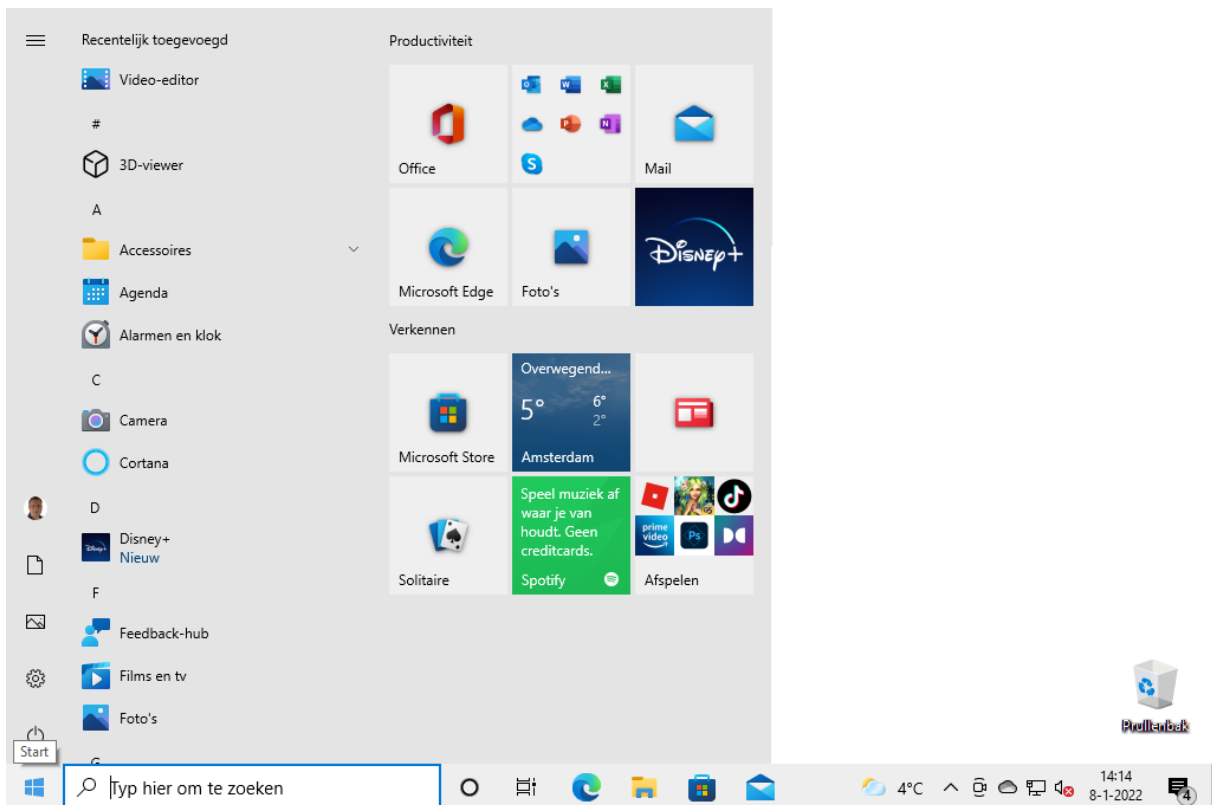 Recentelijk toegevoegd
Video-editor
#
3D-viewer
A
Accessoires
Agenda
Alarmen en klok
C
Camera
Cortana
D
Disney+
Nieuw
F
Feedback-hub
Films en tv
Foto's
G
Start
Productiviteit
Office
Mail
Microsoft Edge
Foto's
Disney+
Verkennen
Microsoft Store
Overwegend...
5° 6°
2°
Amsterdam
Solitaire
Speel muziek af
waar je van
houdt. Geen
creditcards.
Spotify
prime
video
Ps
Afspelen
Prullenbak
Typ hier om te zoeken
4°C
14:14
8-1-2022
4